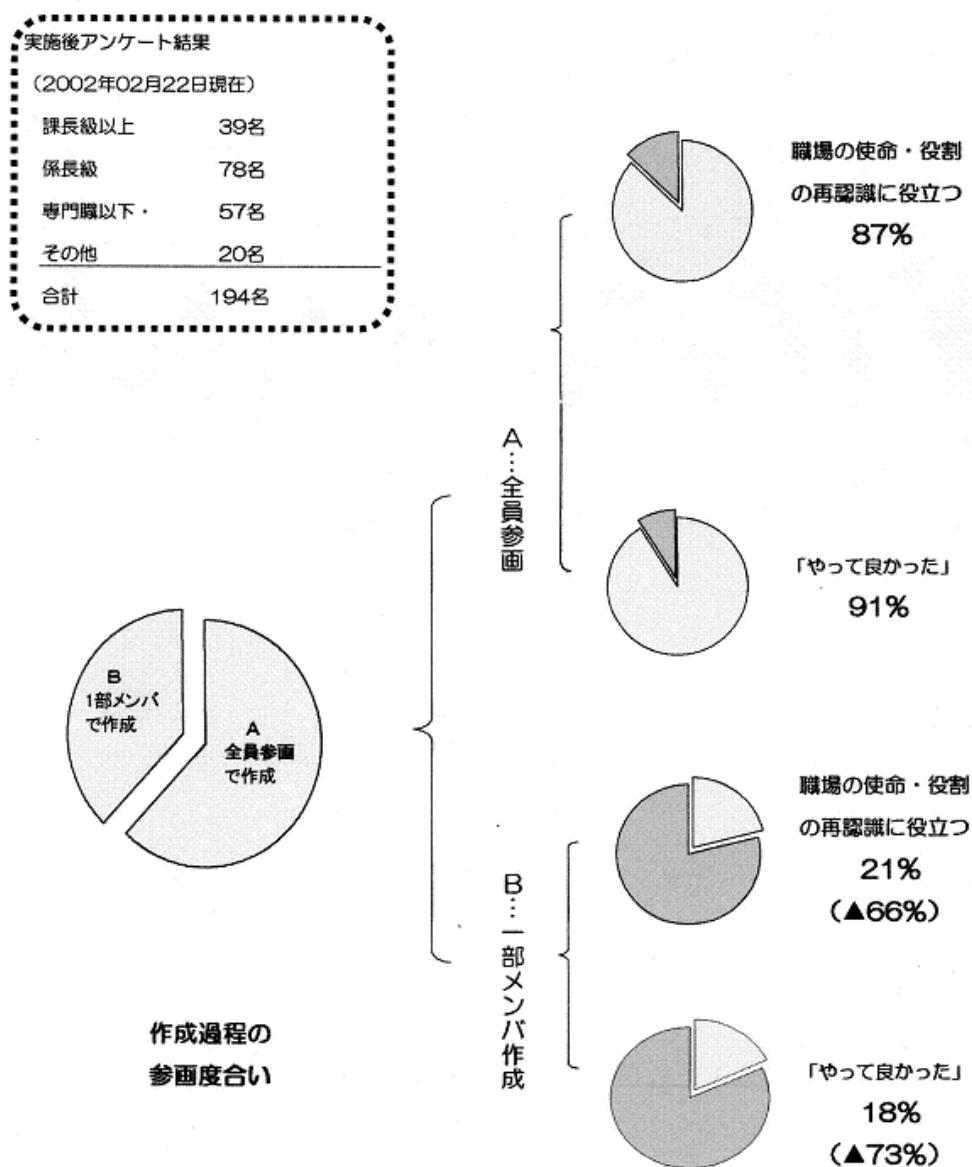 実施後アンケート結果
（2002年02月22日現在）
課長級以上 39名
係長級 78名
専門職以下・ 57名
その他 20名
合計 194名
職場の使命・役割
の再認識に役立つ
87%
A…全員参画
「やって良かった」
91%
B
1部メンバ
で作成
A
全員参画
で作成
職場の使命・役割
の再認識に役立つ
21%
（▲66%）
B…一部メンバ作成
作成過程の
参画度合い
「やって良かった」
18%
（▲73%）